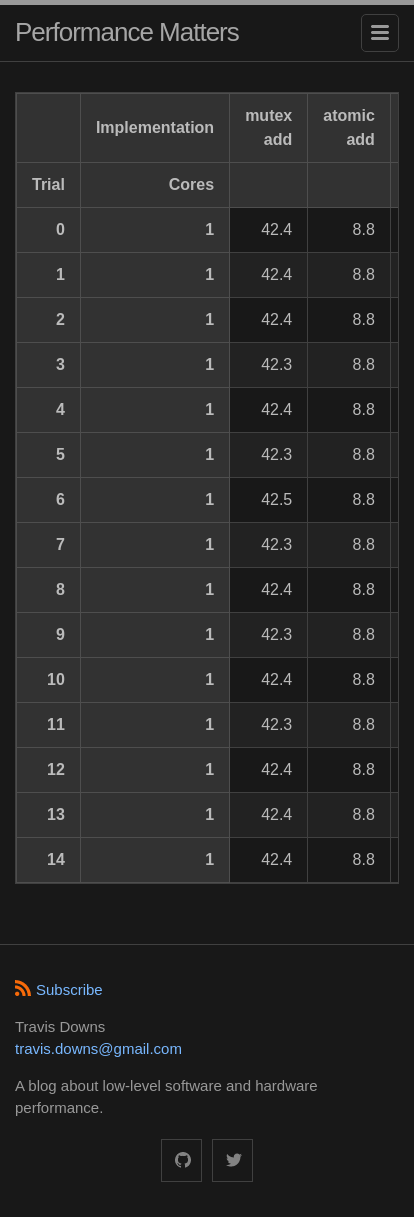 Performance Matters
Implementation mutex add atomic add
Trial Cores
0 1 42.4 8.8
1 1 42.4 8.8
2 1 42.4 8.8
3 1 42.3 8.8
4 1 42.4 8.8
5 1 42.3 8.8
6 1 42.5 8.8
7 1 42.3 8.8
8 1 42.4 8.8
9 1 42.3 8.8
10 1 42.4 8.8
11 1 42.3 8.8
12 1 42.4 8.8
13 1 42.4 8.8
14 1 42.4 8.8
Subscribe
Travis Downs
travis.downs@gmail.com
A blog about low-level software and hardware
performance.